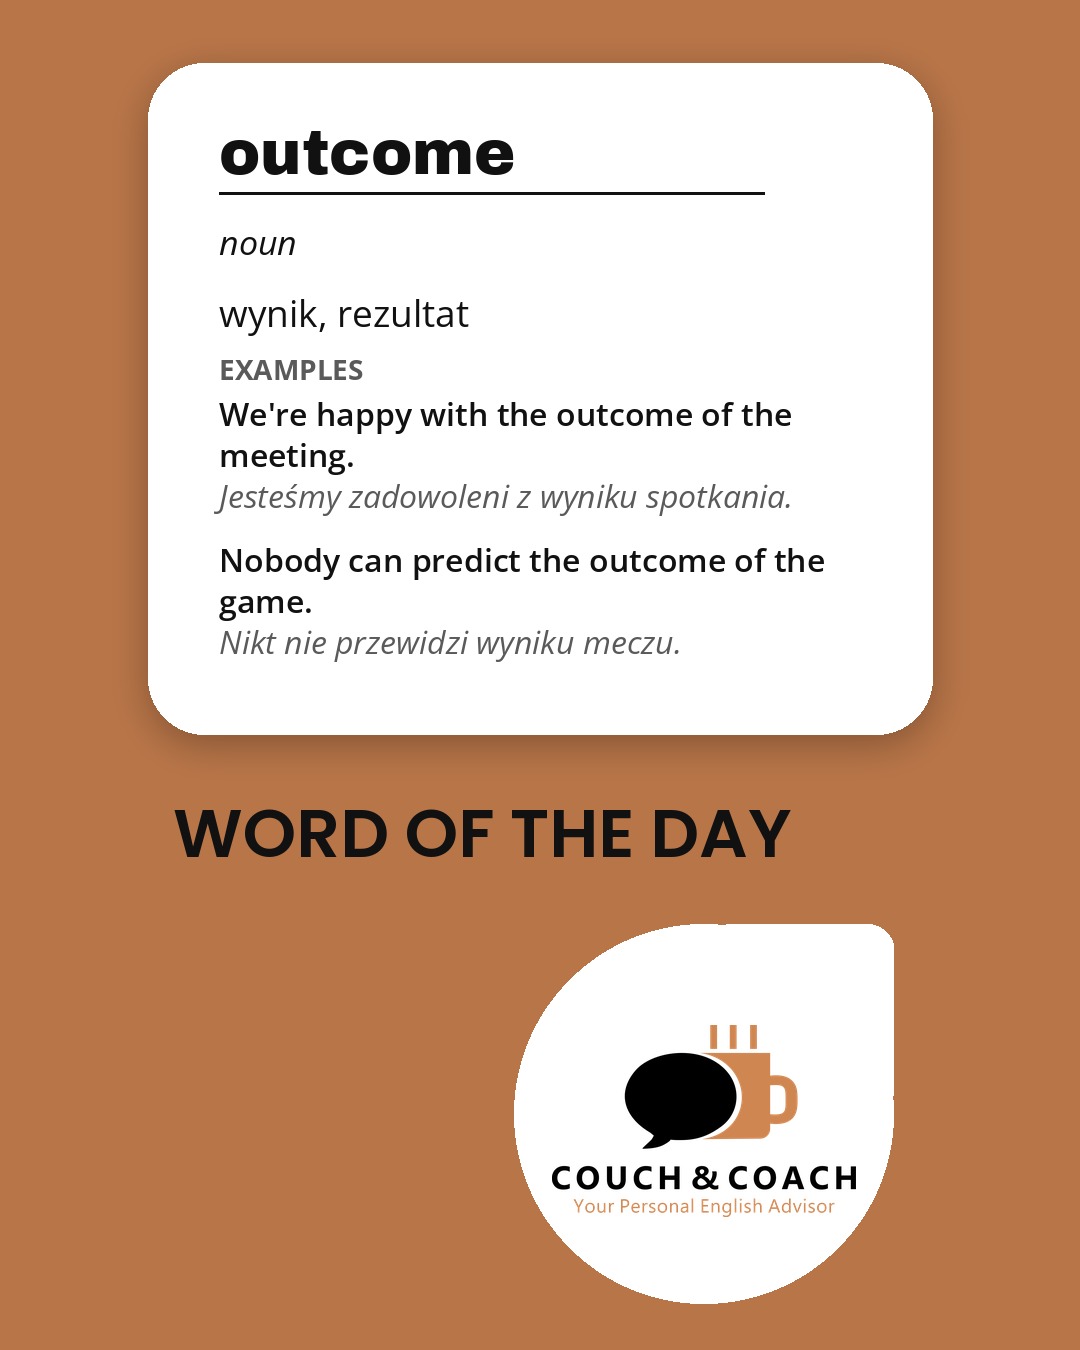 outcome
noun
wynik, rezultat
EXAMPLES
We're happy with the outcome of the
meeting.
Jesteśmy zadowoleni z wyniku spotkania.
Nobody can predict the outcome of the
game.
Nikt nie przewidzi wyniku meczu.
WORD OF THE DAY
COUCH & COACH
Your Personal English Advisor